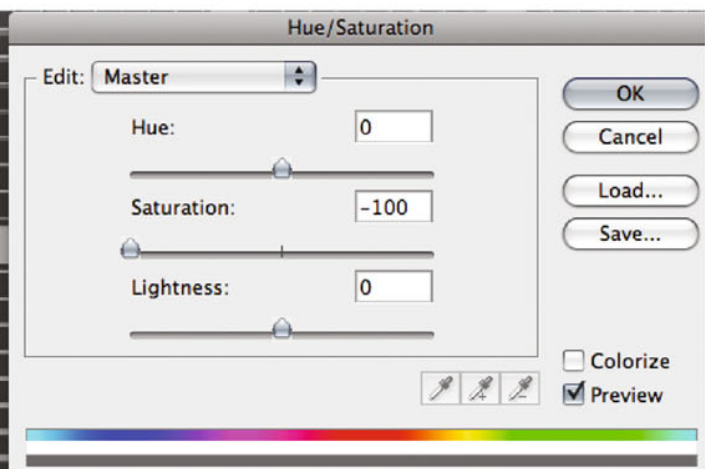 Hue/Saturation
Edit: Master
Hue: 0
Saturation: -100
Lightness: 0
OK
Cancel
Load...
Save...
Colorize
Preview